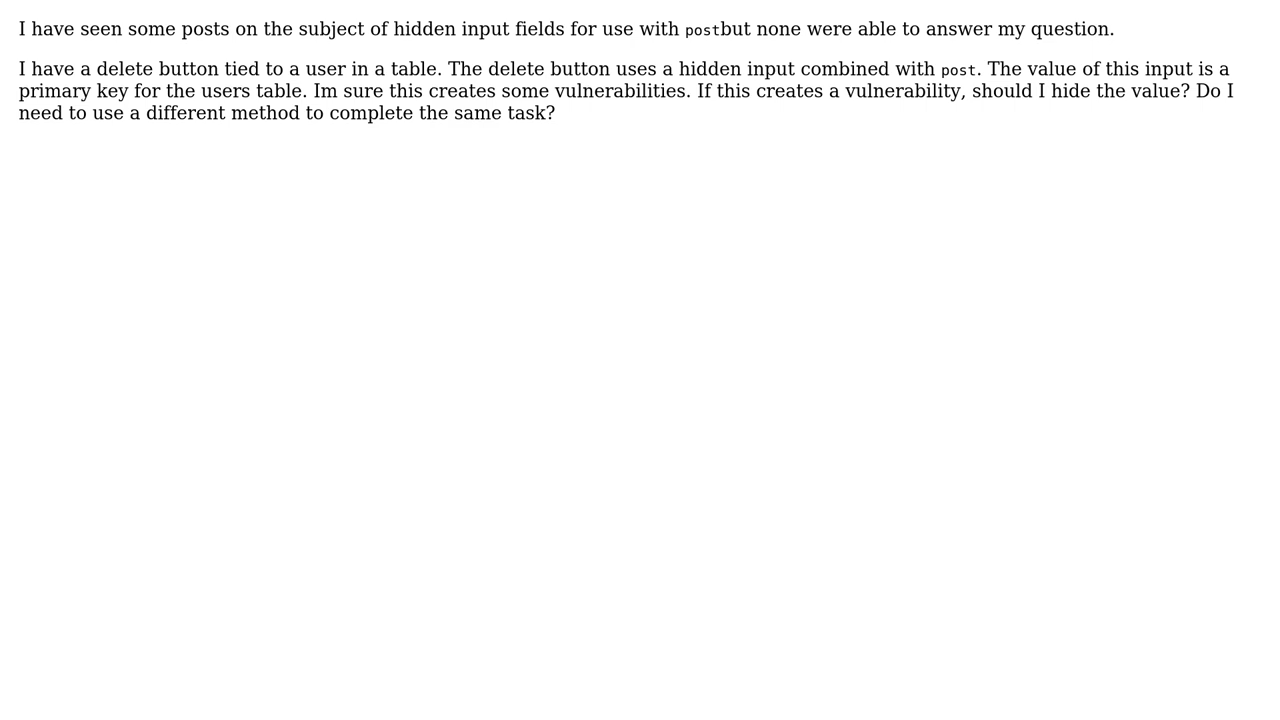 I have seen some posts on the subject of hidden input fields for use with postbut none were able to answer my question.
I have a delete button tied to a user in a table. The delete button uses a hidden input combined with post. The value of this input is a
primary key for the users table. Im sure this creates some vulnerabilities. If this creates a vulnerability, should I hide the value? Do I
need to use a different method to complete the same task?